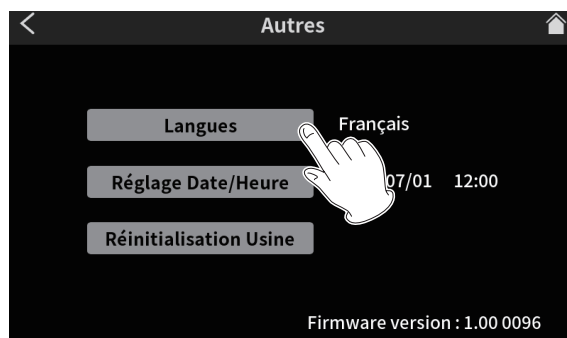 Autres
Langues Français
Réglage Date/Heure 07/01 12:00
Réinitialisation Usine
Firmware version : 1.00 0096